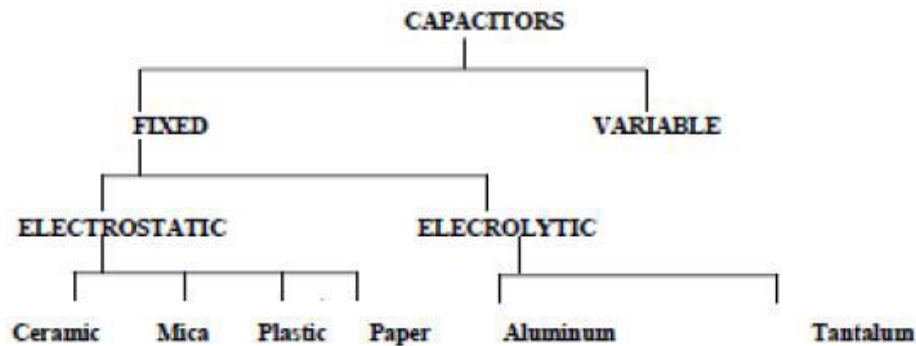 CAPACITORS
FIXED VARIABLE
ELECTROSTATIC ELECROLYTIC
Ceramic Mica Plastic Paper Aluminum Tantalum